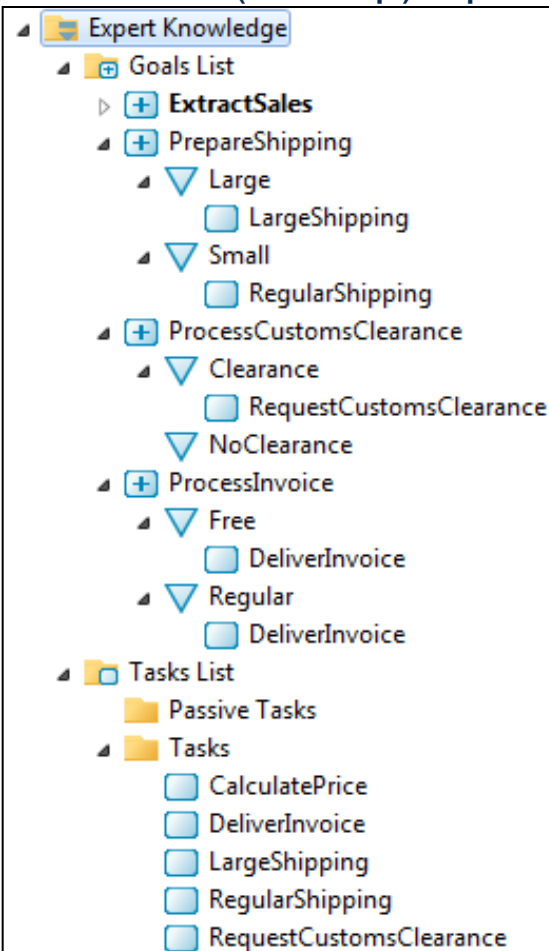 Expert Knowledge
Goals List
ExtractSales
PrepareShipping
Large
LargeShipping
Small
RegularShipping
ProcessCustomsClearance
Clearance
RequestCustomsClearance
NoClearance
ProcessInvoice
Free
DeliverInvoice
Regular
DeliverInvoice
Tasks List
Passive Tasks
Tasks
CalculatePrice
DeliverInvoice
LargeShipping
RegularShipping
RequestCustomsClearance